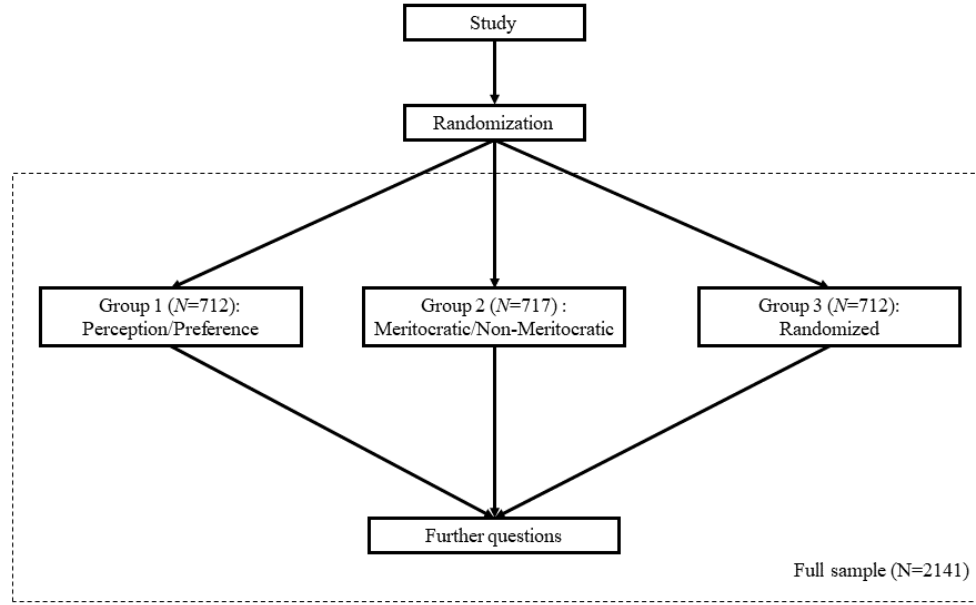 Study
Randomization
Group 1 (N=712):
Perception/Preference
Group 2 (N=717) :
Meritocratic/Non-Meritocratic
Group 3 (N=712):
Randomized
Further questions
Full sample (N=2141)